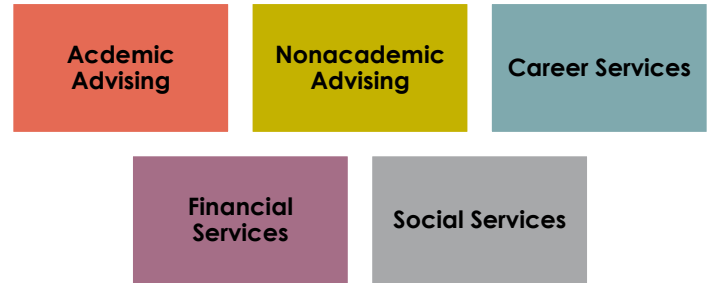 Acdemic
Advising
Nonacademic
Advising
Career Services
Financial
Services
Social Services